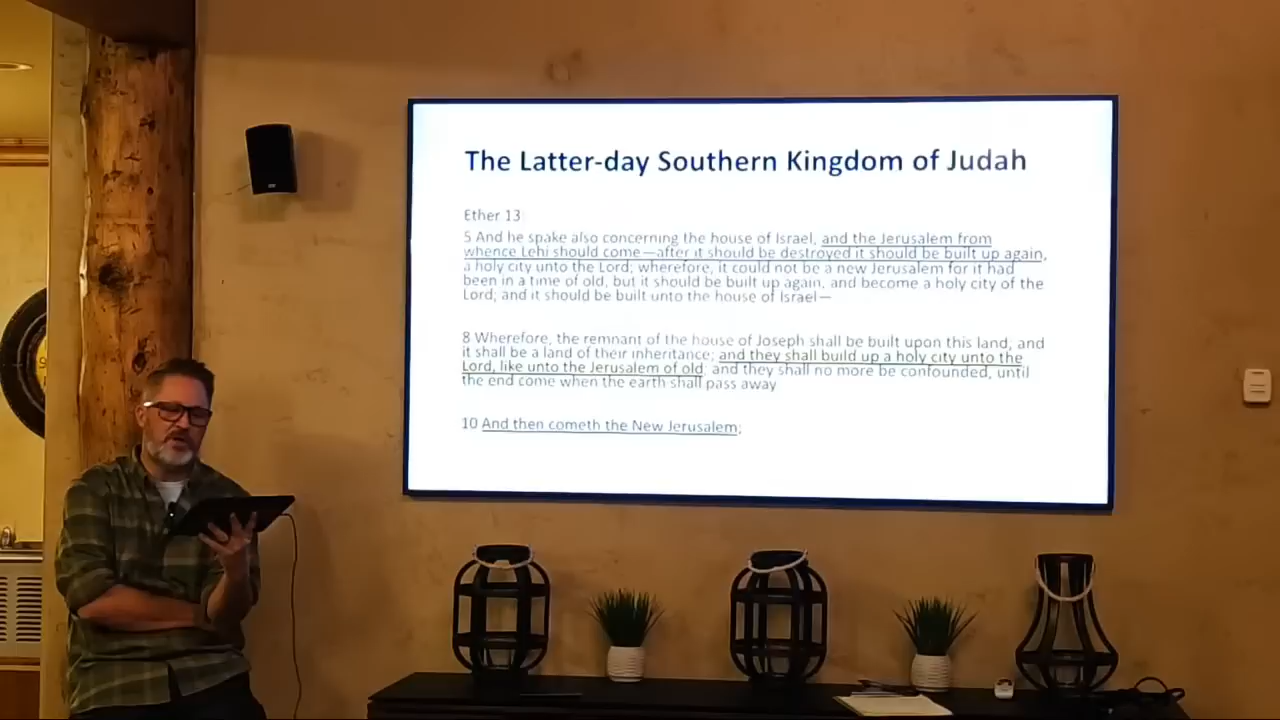 The Latter-day Southern Kingdom of Judah
Ether 13
5 And he spake also concerning the house of Israel, and the Jerusalem from
whence Lehi should come—after it should be destroyed it should be built up again,
a holy city unto the Lord; wherefore, it could not be a new Jerusalem for it had
been in a time of old, but it should be built up again, and become a holy city of the
Lord; and it should be built unto the house of Israel—
8 Wherefore, the remnant of the house of Joseph shall be built upon this land; and
it shall be a land of their inheritance; and they shall build up a holy city unto the
Lord, like unto the Jerusalem of old; and they shall no more be confounded, until
the end come when the earth shall pass away
10 And then cometh the New Jerusalem;